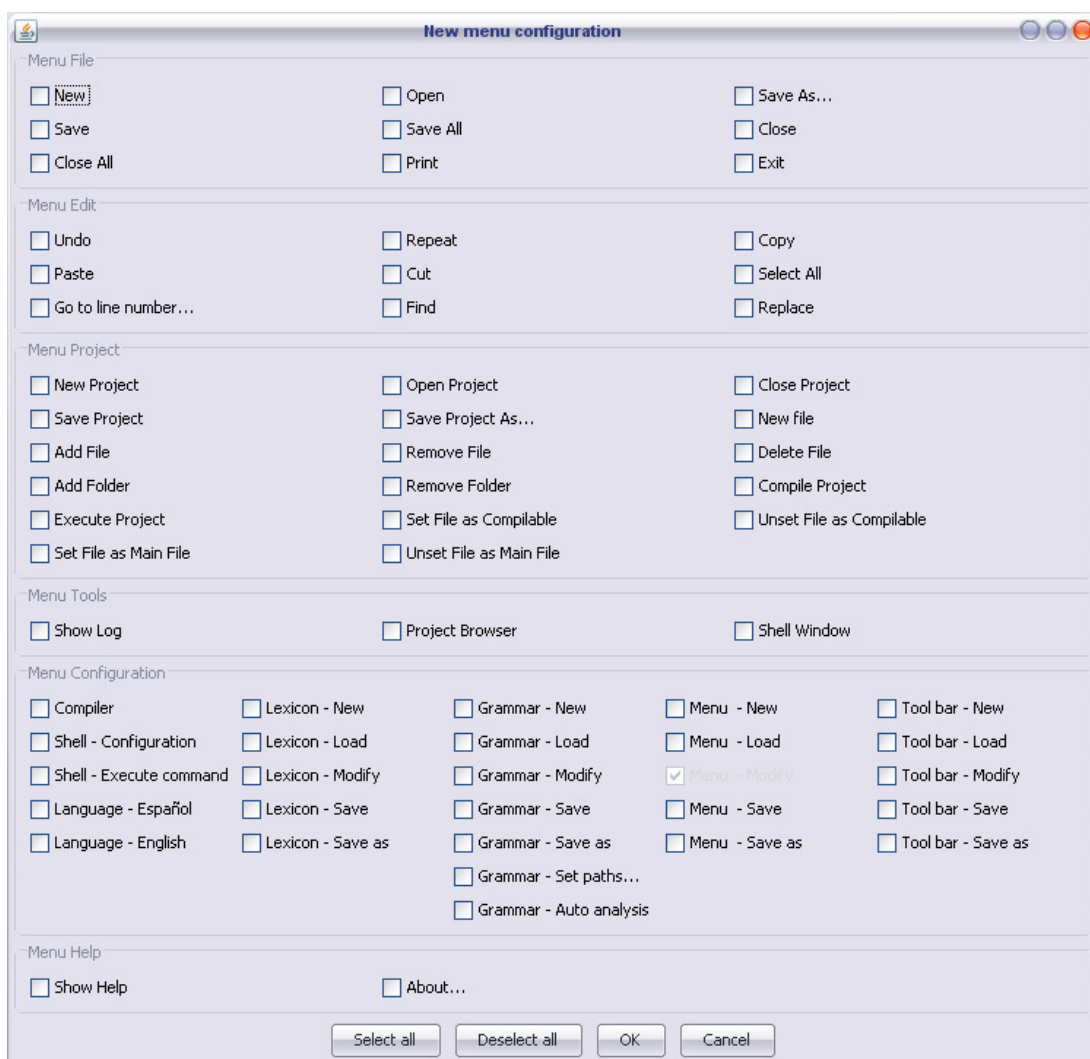 New menu configuration
Menu File
New Open Save As...
Save Save All Close
Close All Print Exit
Menu Edit
Undo Repeat Copy
Paste Cut Select All
Go to line number... Find Replace
Menu Project
New Project Open Project Close Project
Save Project Save Project As... New file
Add File Remove File Delete File
Add Folder Remove Folder Compile Project
Execute Project Set File as Compilable Unset File as Compilable
Set File as Main File Unset File as Main File
Menu Tools
Show Log Project Browser Shell Window
Menu Configuration
Compiler Lexicon - New Grammar - New Menu - New Tool bar - New
Shell - Configuration Lexicon - Load Grammar - Load Menu - Load Tool bar - Load
Shell - Execute command Lexicon - Modify Grammar - Modify Menu - Modify Tool bar - Modify
Language - Español Lexicon - Save Grammar - Save Menu - Save Tool bar - Save
Language - English Lexicon - Save as Grammar - Save as Menu - Save as Tool bar - Save as
Grammar - Set paths...
Grammar - Auto analysis
Menu Help
Show Help About...
Select all Deselect all OK Cancel